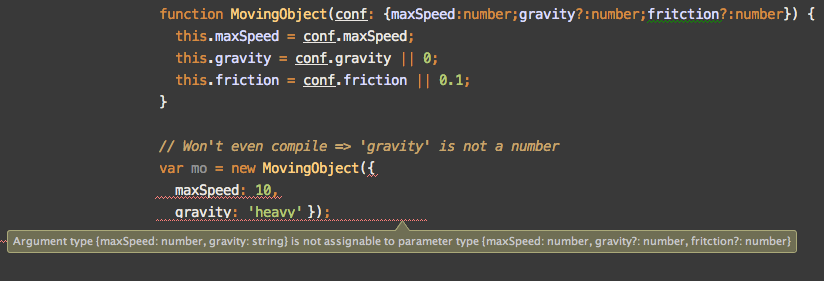 function MovingObject(conf: {maxSpeed:number;gravity?:number;fritction?:number}) {
this.maxSpeed = conf.maxSpeed;
this.gravity = conf.gravity || 0;
this.friction = conf.friction || 0.1;
}
// Won't even compile => 'gravity' is not a number
var mo = new MovingObject({
maxSpeed: 10,
gravity: 'heavy' });
Argument type {maxSpeed: number, gravity: string} is not assignable to parameter type {maxSpeed: number, gravity?: number, fritction?: number}